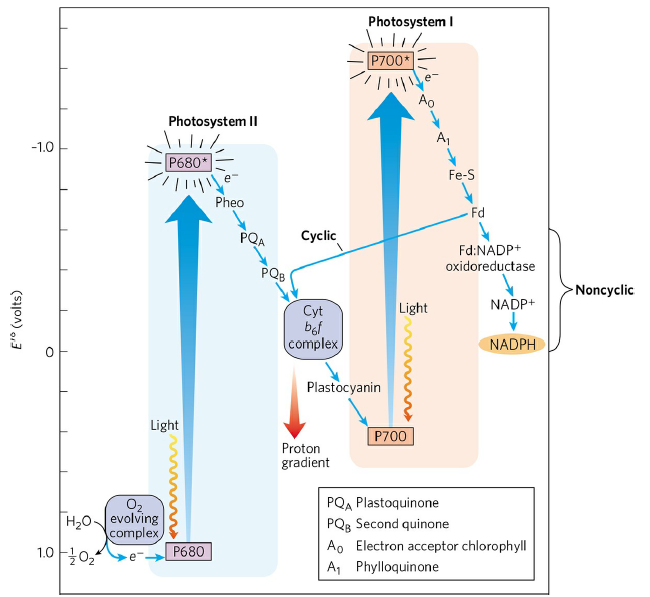 Photosystem I
P700*
e⁻
A₀
A₁
Fe-S
Fd
Photosystem II
P680*
e⁻
Pheo
PQ_A
PQ_B
Cyclic
Fd:NADP⁺
oxidoreductase
NADP⁺
NADPH
Noncyclic
-1.0
0
1.0
E′° (volts)
Cyt
b₆f
complex
Light
Plastocyanin
P700
Proton
gradient
Light
O₂
evolving
complex
H₂O
½ O₂
e⁻
P680
PQ_A Plastoquinone
PQ_B Second quinone
A₀ Electron acceptor chlorophyll
A₁ Phylloquinone